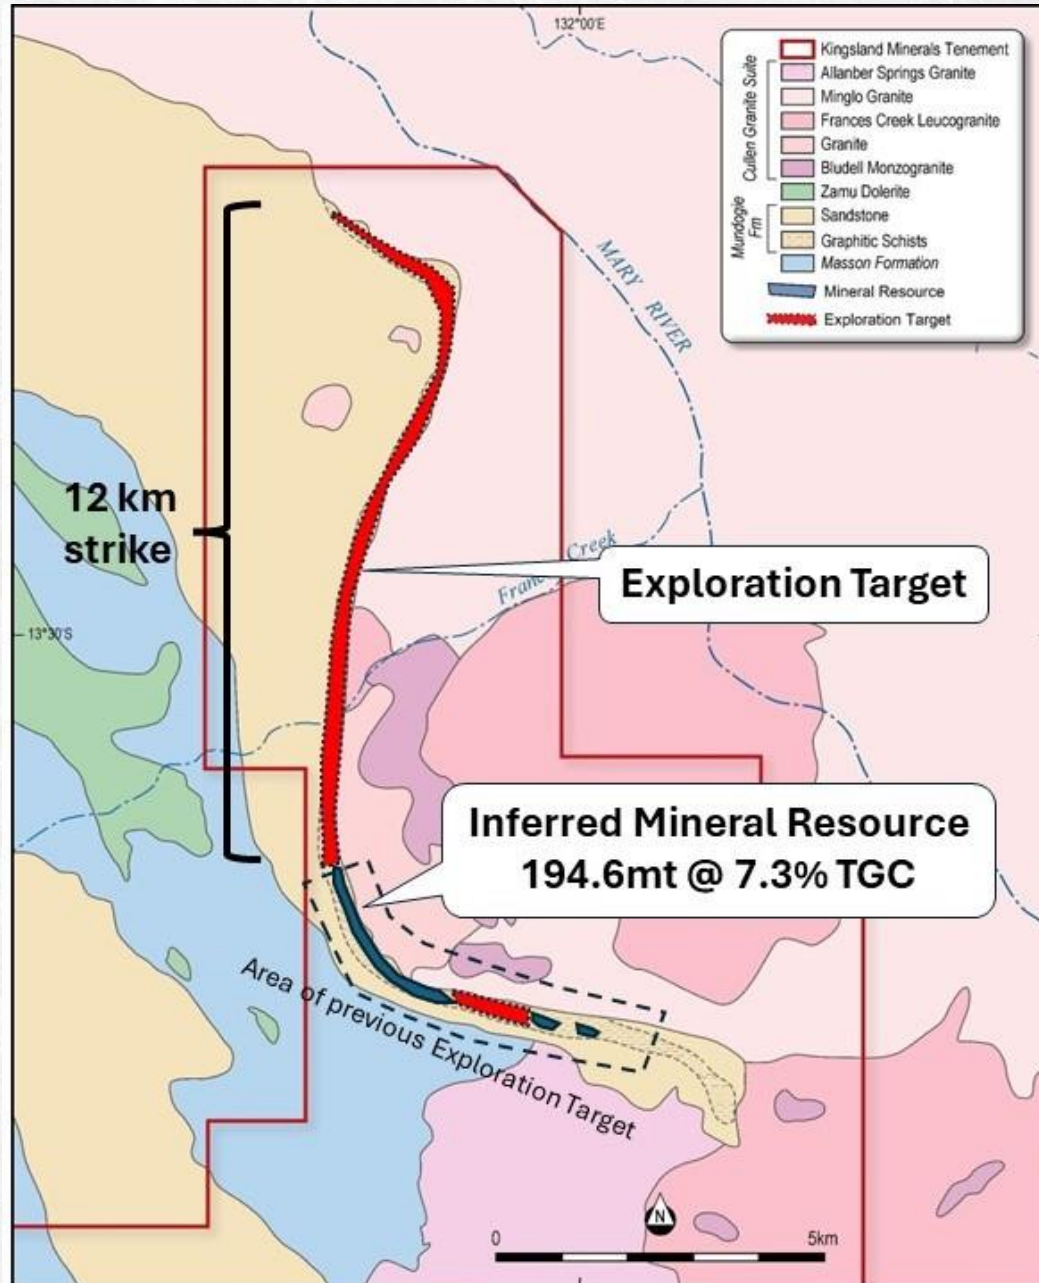 132°00'E
Kingsland Minerals Tenement
Cullen Granite Suite
Allanber Springs Granite
Minglo Granite
Frances Creek Leucogranite
Granite
Bludell Monzogranite
Zamu Dolerite
Mundogie
Fm
Sandstone
Graphitic Schists
Masson Formation
Mineral Resource
Exploration Target
MARY RIVER
12 km
strike
Creek
Exploration Target
13°30'S
Inferred Mineral Resource
194.6mt @ 7.3% TGC
Area of previous Exploration Target
N
0 5km